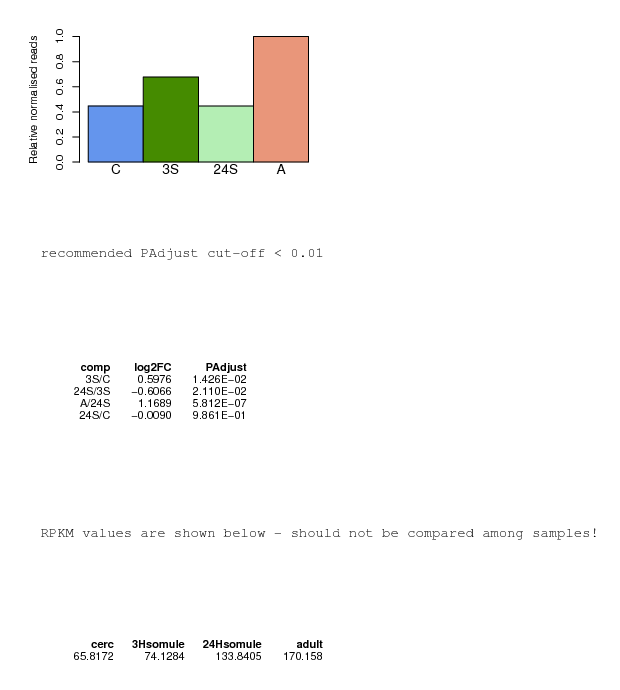 Relative normalised reads
1.0
0.8
0.6
0.4
0.2
0.0
C 3S 24S A
recommended PAdjust cut-off < 0.01
comp log2FC PAdjust
3S/C 0.5976 1.426E-02
24S/3S -0.6066 2.110E-02
A/24S 1.1689 5.812E-07
24S/C -0.0090 9.861E-01
RPKM values are shown below - should not be compared among samples!
cerc 3Hsomule 24Hsomule adult
65.8172 74.1284 133.8405 170.158